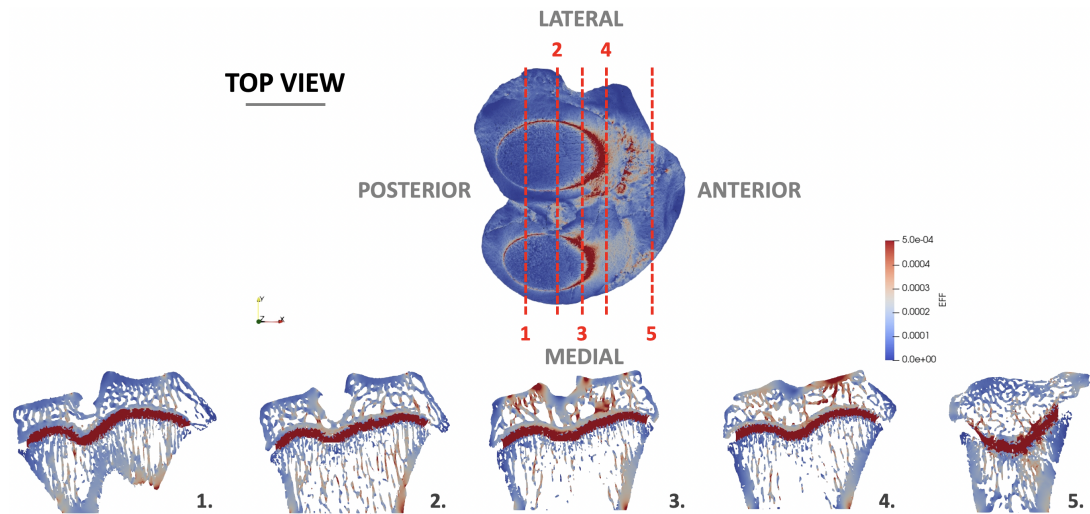 LATERAL
2 4
TOP VIEW
POSTERIOR
ANTERIOR
5.0e-04
0.0004
0.0003
0.0002
0.0001
0.0e+00
EFF
Y
Z
X
1 3 5
MEDIAL
1.
2.
3.
4.
5.